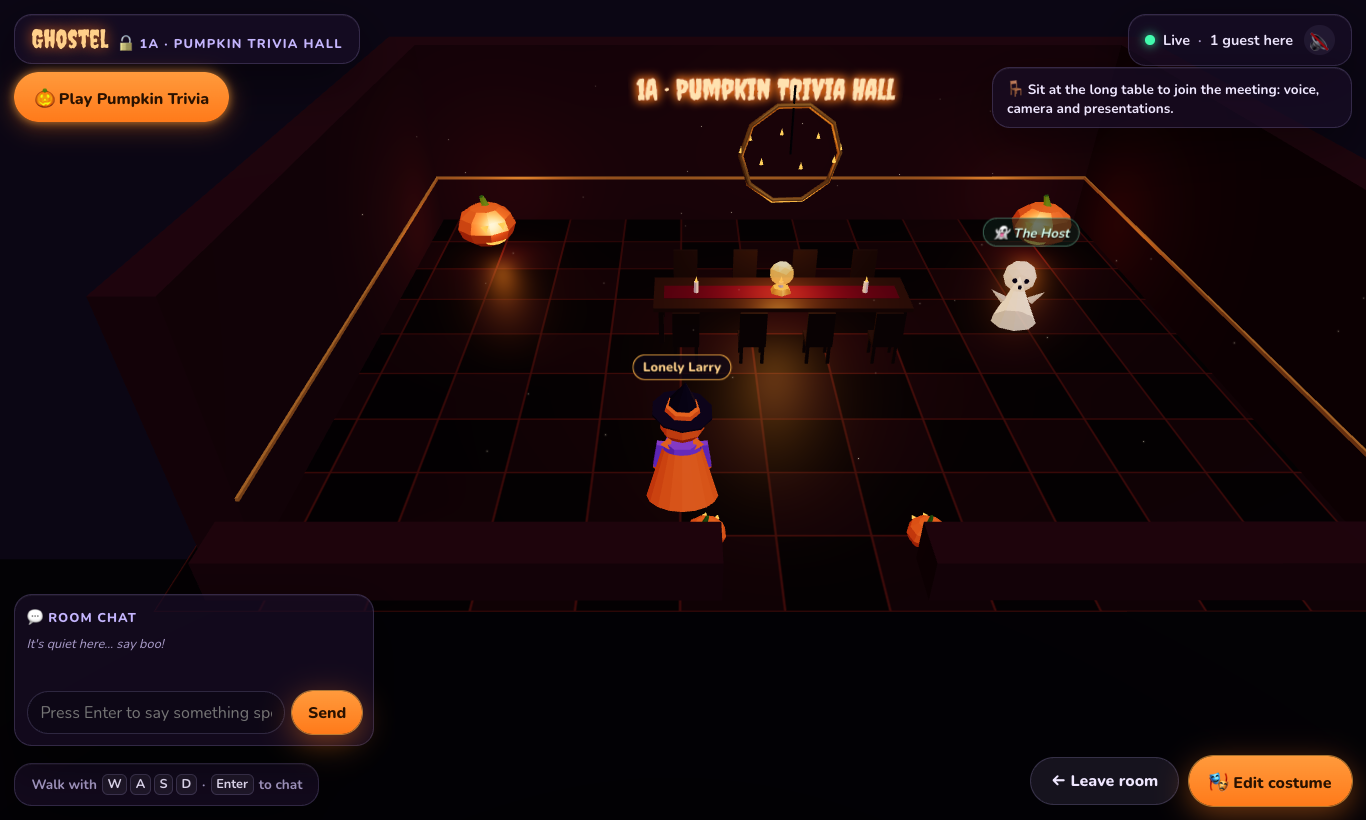 GHOSTEL 1A · PUMPKIN TRIVIA HALL
Live · 1 guest here
Play Pumpkin Trivia
Sit at the long table to join the meeting: voice,
camera and presentations.
1A · PUMPKIN TRIVIA HALL
The Host
Lonely Larry
ROOM CHAT
It's quiet here... say boo!
Press Enter to say something sp
Send
Walk with W A S D · Enter to chat
← Leave room
Edit costume